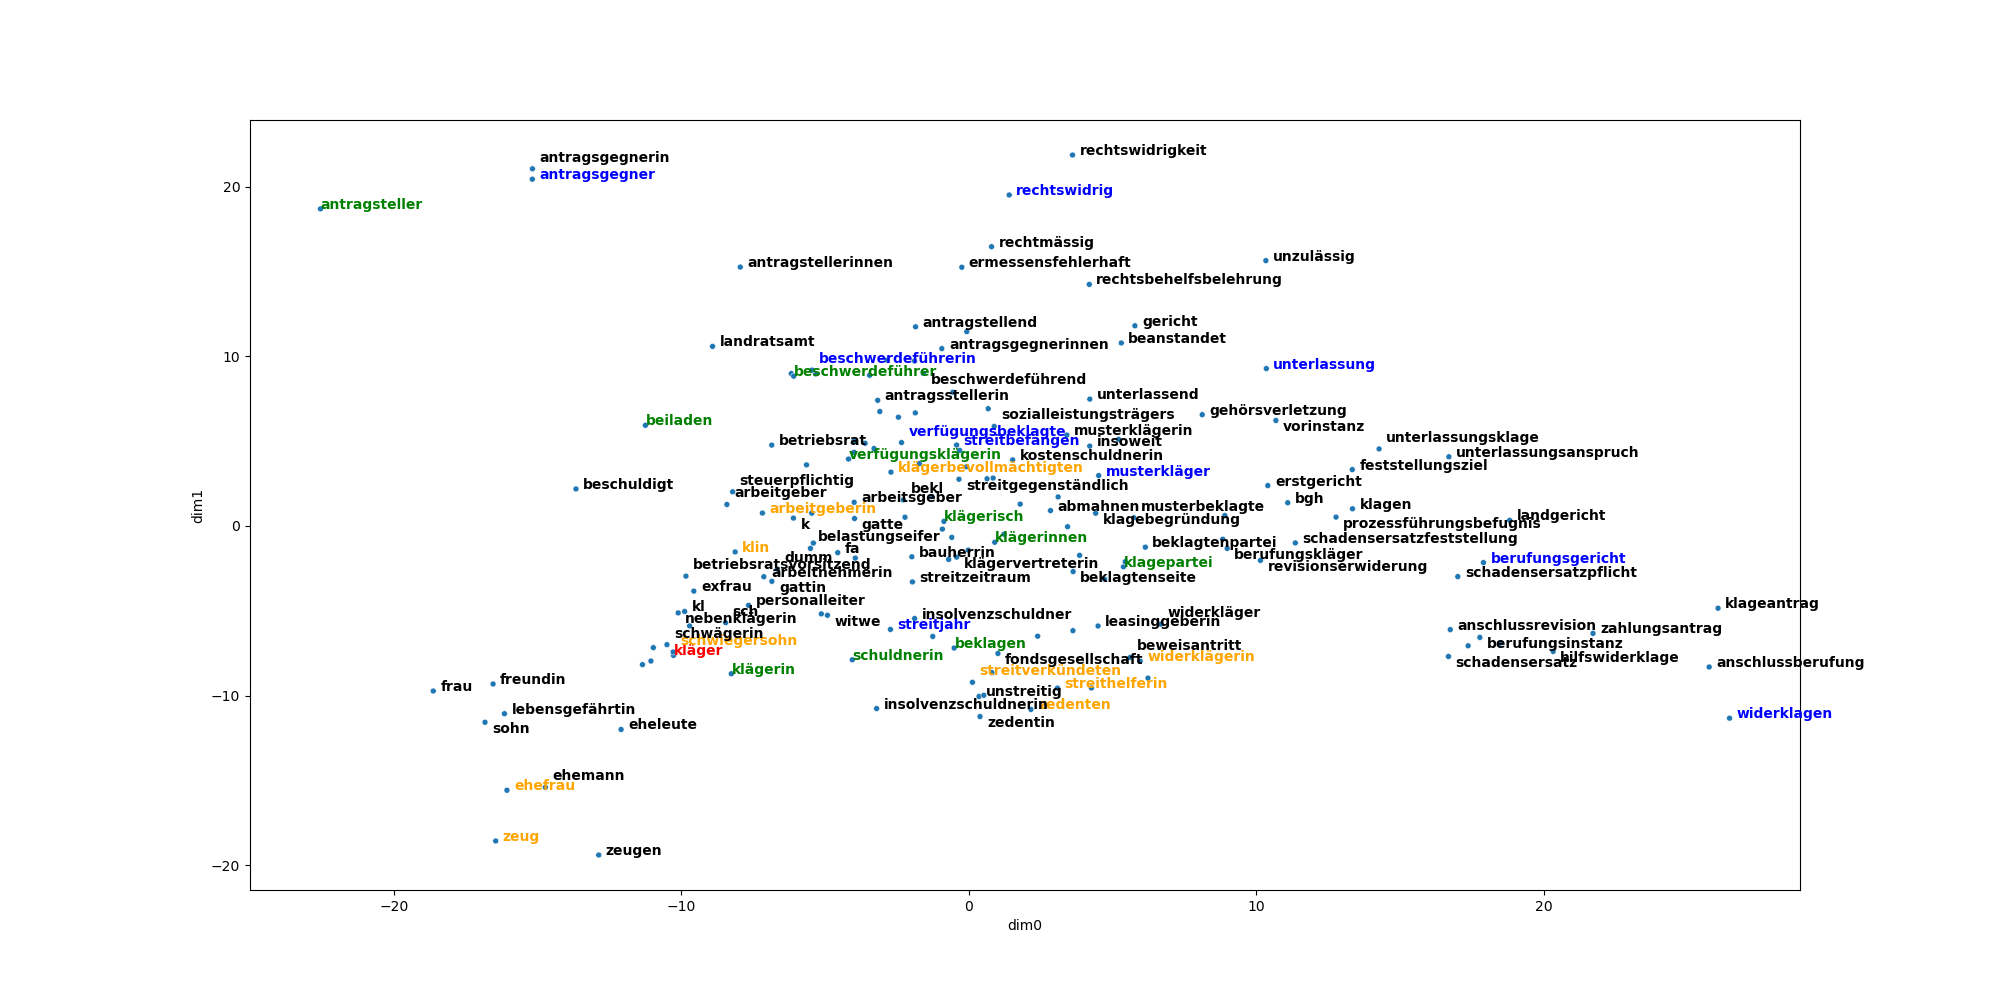 antragsgegnerin
antragsgegner
antragsteller
rechtswidrigkeit
rechtswidrig
rechtmässig
antragstellerinnen
ermessensfehlerhaft
unzulässig
rechtsbehelfsbelehrung
antragstellend
gericht
landratsamt
antragsgegnerinnen
beanstandet
beschwerdeführerin
beschwerdeführer
unterlassung
beschwerdeführend
antragsstellerin
unterlassend
beiladen
sozialleistungsträgers
gehörsverletzung
vorinstanz
betriebsrat
verfügungsbeklagte
streitbefangen
musterklägerin
insoweit
unterlassungsklage
verfügungsklägerin
kostenschuldnerin
unterlassungsanspruch
klägerbevollmächtigten
musterkläger
feststellungsziel
beschuldigt
steuerpflichtig
arbeitgeber
bekl
arbeitsgeber
streitgegenständlich
erstgericht
bgh
klagen
arbeiterberin
k
gatte
klägerisch
abmahnen
musterbeklagte
klagebegründung
prozessführungsbefugnis
landgericht
belastungseifer
klägerinnen
beklagtenpartei
schadensersatzfeststellung
klin
dumm
fa
bauherrin
klägervertreterin
klagepartei
berufungskläger
revisionserwiderung
berufungsgericht
betriebsratsvorsitzend
arbeitnehmerin
streitzeitraum
beklagtenseite
schadensersatzpflicht
exfrau
gattin
kl
sch
personalleiter
nebenklägerin
witwe
insolvenzschuldner
streitjahr
leasinggeberin
widerkläger
klageantrag
schwägerin
schwiegersohn
kläger
klägerin
schuldnerin
beklagen
fondsgesellschaft
beweisantritt
widerklägerin
anschlussrevision
zahlungsantrag
berufungsinstanz
hilfswiderklage
schadensersatz
anschlussberufung
frau
freundin
streitverkündeten
streithelferin
lebensgefährtin
sohn
eheleute
insolvenzschuldnerin
unstreitig
zedenten
zedentin
widerklagen
ehemann
ehefrau
zeug
zeugen
20
10
0
−10
−20
dim1
−20
−10
0
10
20
dim0